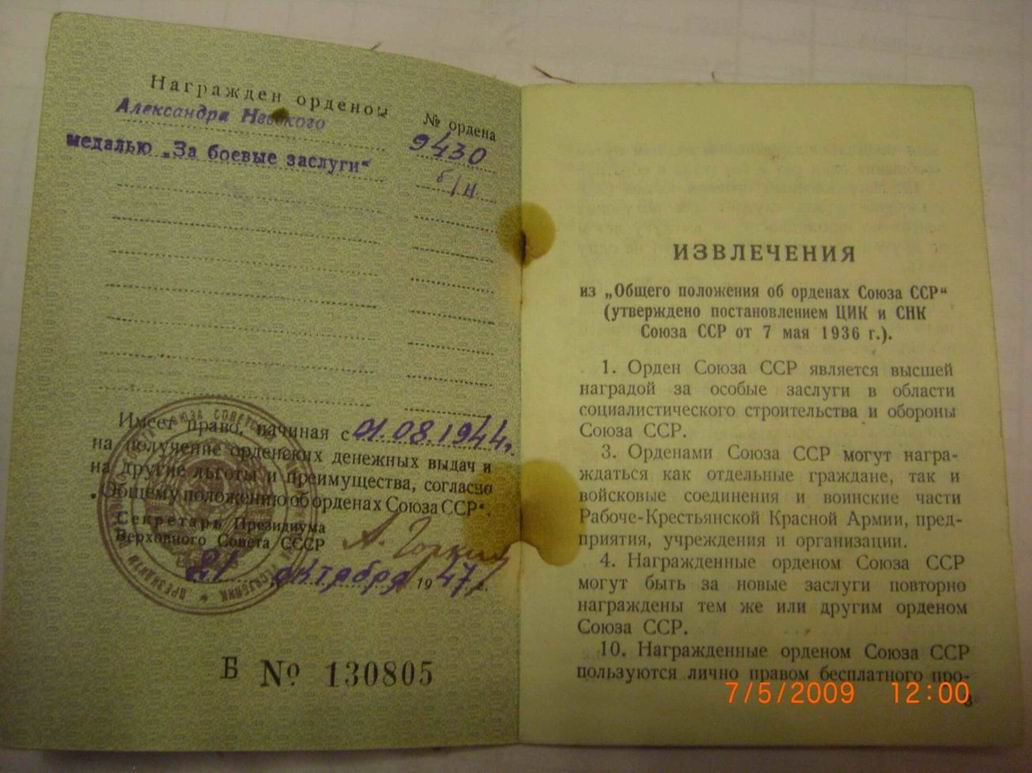 Награжден орденом
№ ордена
Александра Невского
9430
медалью „За боевые заслуги“
б/н.
Имеет право, начиная с 01.08.1944г.
на получение орденских денежных выдач и
на другие льготы и преимущества, согласно
„Общему положению об орденах Союза ССР“.
Секретарь Президиума
Верховного Совета СССР
А. Горкин
21 октября 1947 г.
Б № 130805
ИЗВЛЕЧЕНИЯ
из „Общего положения об орденах Союза ССР“
(утверждено постановлением ЦИК и СНК
Союза ССР от 7 мая 1936 г.).
1. Орден Союза ССР является высшей
наградой за особые заслуги в области
социалистического строительства и обороны
Союза ССР.
3. Орденами Союза ССР могут награ-
ждаться как отдельные граждане, так и
войсковые соединения и воинские части
Рабоче-Крестьянской Красной Армии, пред-
приятия, учреждения и организации.
4. Награжденные орденом Союза ССР
могут быть за новые заслуги повторно
награждены тем же или другим орденом
Союза ССР.
10. Награжденные орденом Союза ССР
пользуются лично правом бесплатного про-
7/5/2009 12:00